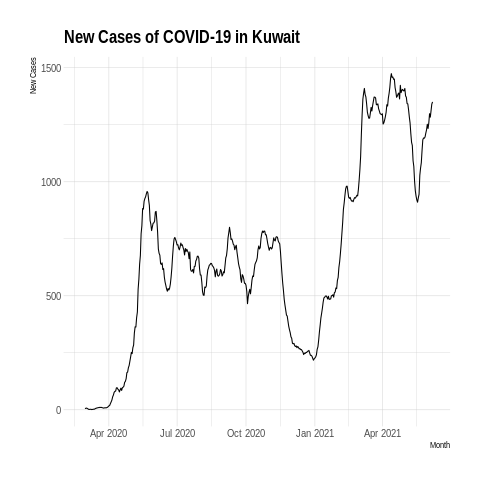 New Cases of COVID-19 in Kuwait
New Cases
1500
1000
500
0
Apr 2020 Jul 2020 Oct 2020 Jan 2021 Apr 2021
Month